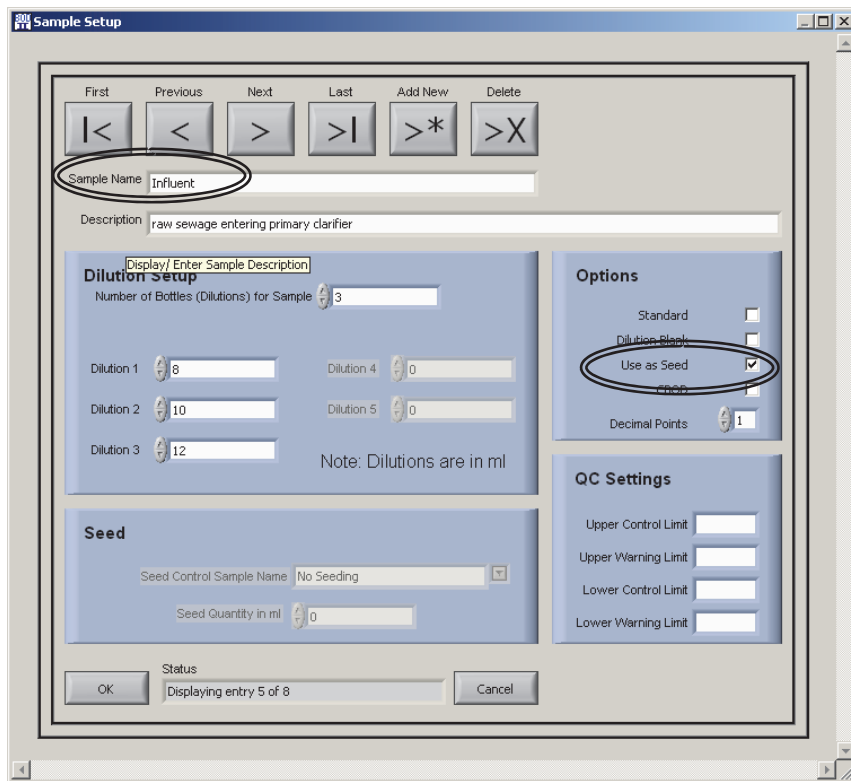 Sample Setup
First Previous Next Last Add New Delete
|< < > >| >* >X
Sample Name Influent
Description raw sewage entering primary clarifier
Display/ Enter Sample Description
Dilution Setup
Number of Bottles (Dilutions) for Sample 3
Dilution 1 8 Dilution 4 0
Dilution 2 10 Dilution 5 0
Dilution 3 12
Note: Dilutions are in ml
Options
Standard
Dilution Blank
Use as Seed
CBOD
Decimal Points 1
Seed
Seed Control Sample Name No Seeding
Seed Quantity in ml 0
QC Settings
Upper Control Limit
Upper Warning Limit
Lower Control Limit
Lower Warning Limit
Status
OK Displaying entry 5 of 8 Cancel